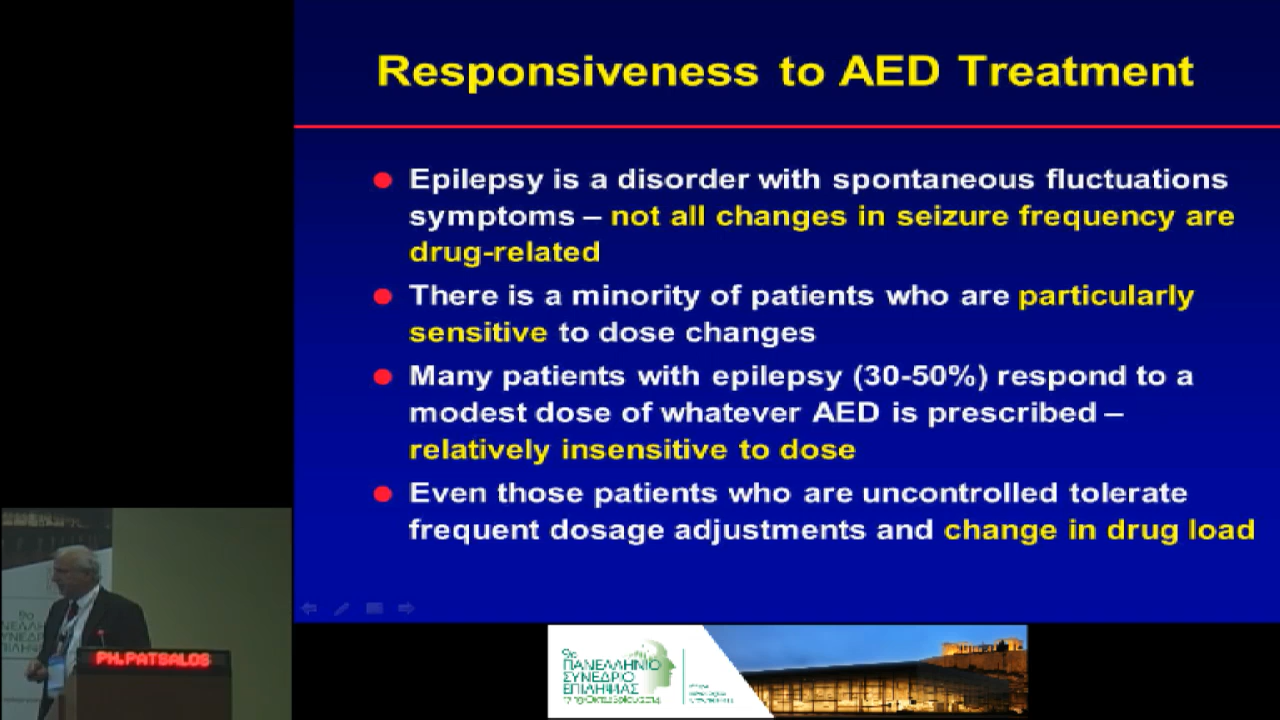 Responsiveness to AED Treatment
Epilepsy is a disorder with spontaneous fluctuations
symptoms – not all changes in seizure frequency are
drug-related
There is a minority of patients who are particularly
sensitive to dose changes
Many patients with epilepsy (30-50%) respond to a
modest dose of whatever AED is prescribed –
relatively insensitive to dose
Even those patients who are uncontrolled tolerate
frequent dosage adjustments and change in drug load
PH.PATSALOS
9ο
ΠΑΝΕΛΛΗΝΙΟ
ΣΥΝΕΔΡΙΟ
ΕΠΙΛΗΨΙΑΣ